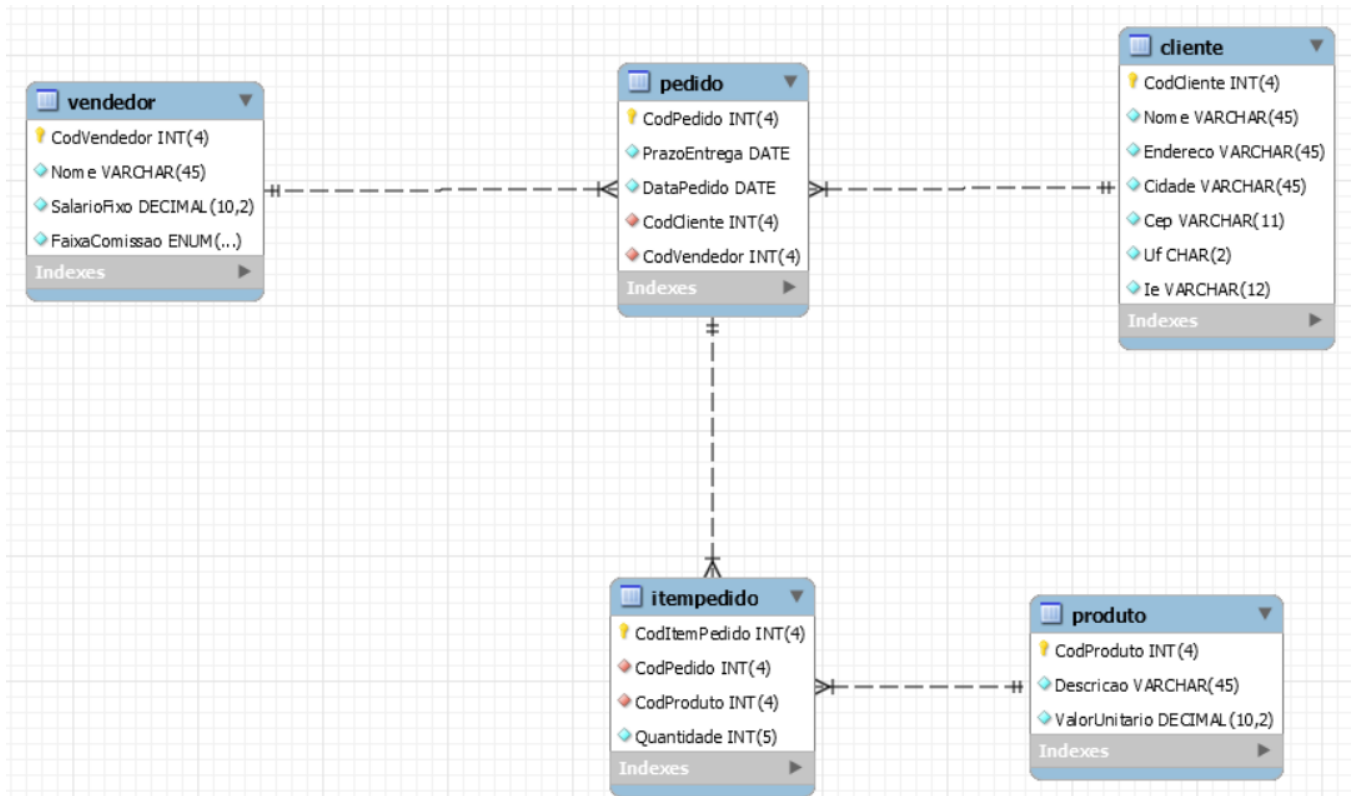 vendedor
CodVendedor INT(4)
Nome VARCHAR(45)
SalarioFixo DECIMAL(10,2)
FaixaComissao ENUM(...)
Indexes
pedido
CodPedido INT(4)
PrazoEntrega DATE
DataPedido DATE
CodCliente INT(4)
CodVendedor INT(4)
Indexes
cliente
CodCliente INT(4)
Nome VARCHAR(45)
Endereco VARCHAR(45)
Cidade VARCHAR(45)
Cep VARCHAR(11)
Uf CHAR(2)
Ie VARCHAR(12)
Indexes
itempedido
CodItemPedido INT(4)
CodPedido INT(4)
CodProduto INT(4)
Quantidade INT(5)
Indexes
produto
CodProduto INT(4)
Descricao VARCHAR(45)
ValorUnitario DECIMAL(10,2)
Indexes